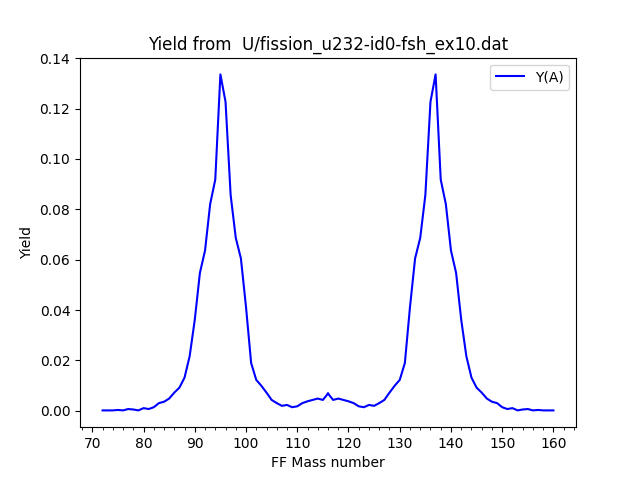 Yield from  U/fission_u232-id0-fsh_ex10.dat
Y(A)
0.14
0.12
0.10
0.08
0.06
0.04
0.02
0.00
Yield
70 80 90 100 110 120 130 140 150 160
FF Mass number